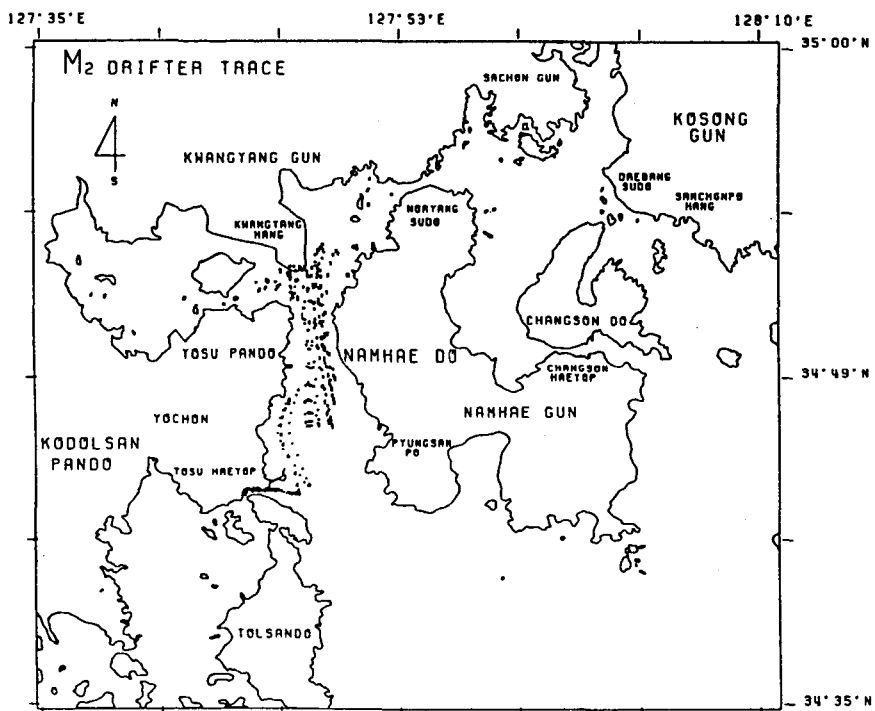 127°35'E
127°53'E
128°10'E
35°00'N
M2 DRIFTER TRACE
SACHON GUN
N
S
KOSONG
GUN
KWANGYANG GUN
DAEBANG
SUDO
SAMCHONPO
HANG
NORYANG
SUDO
KWANGYANG
HANG
CHANGSON DO
YOSU PANDO
NAMHAE DO
34°49'N
CHANGSON
HAETOP
NAMHAE GUN
YOCHON
KODOLSAN
PANDO
PYUNGSAN
PO
YOSU HAETOP
TOLSANDO
34°35'N